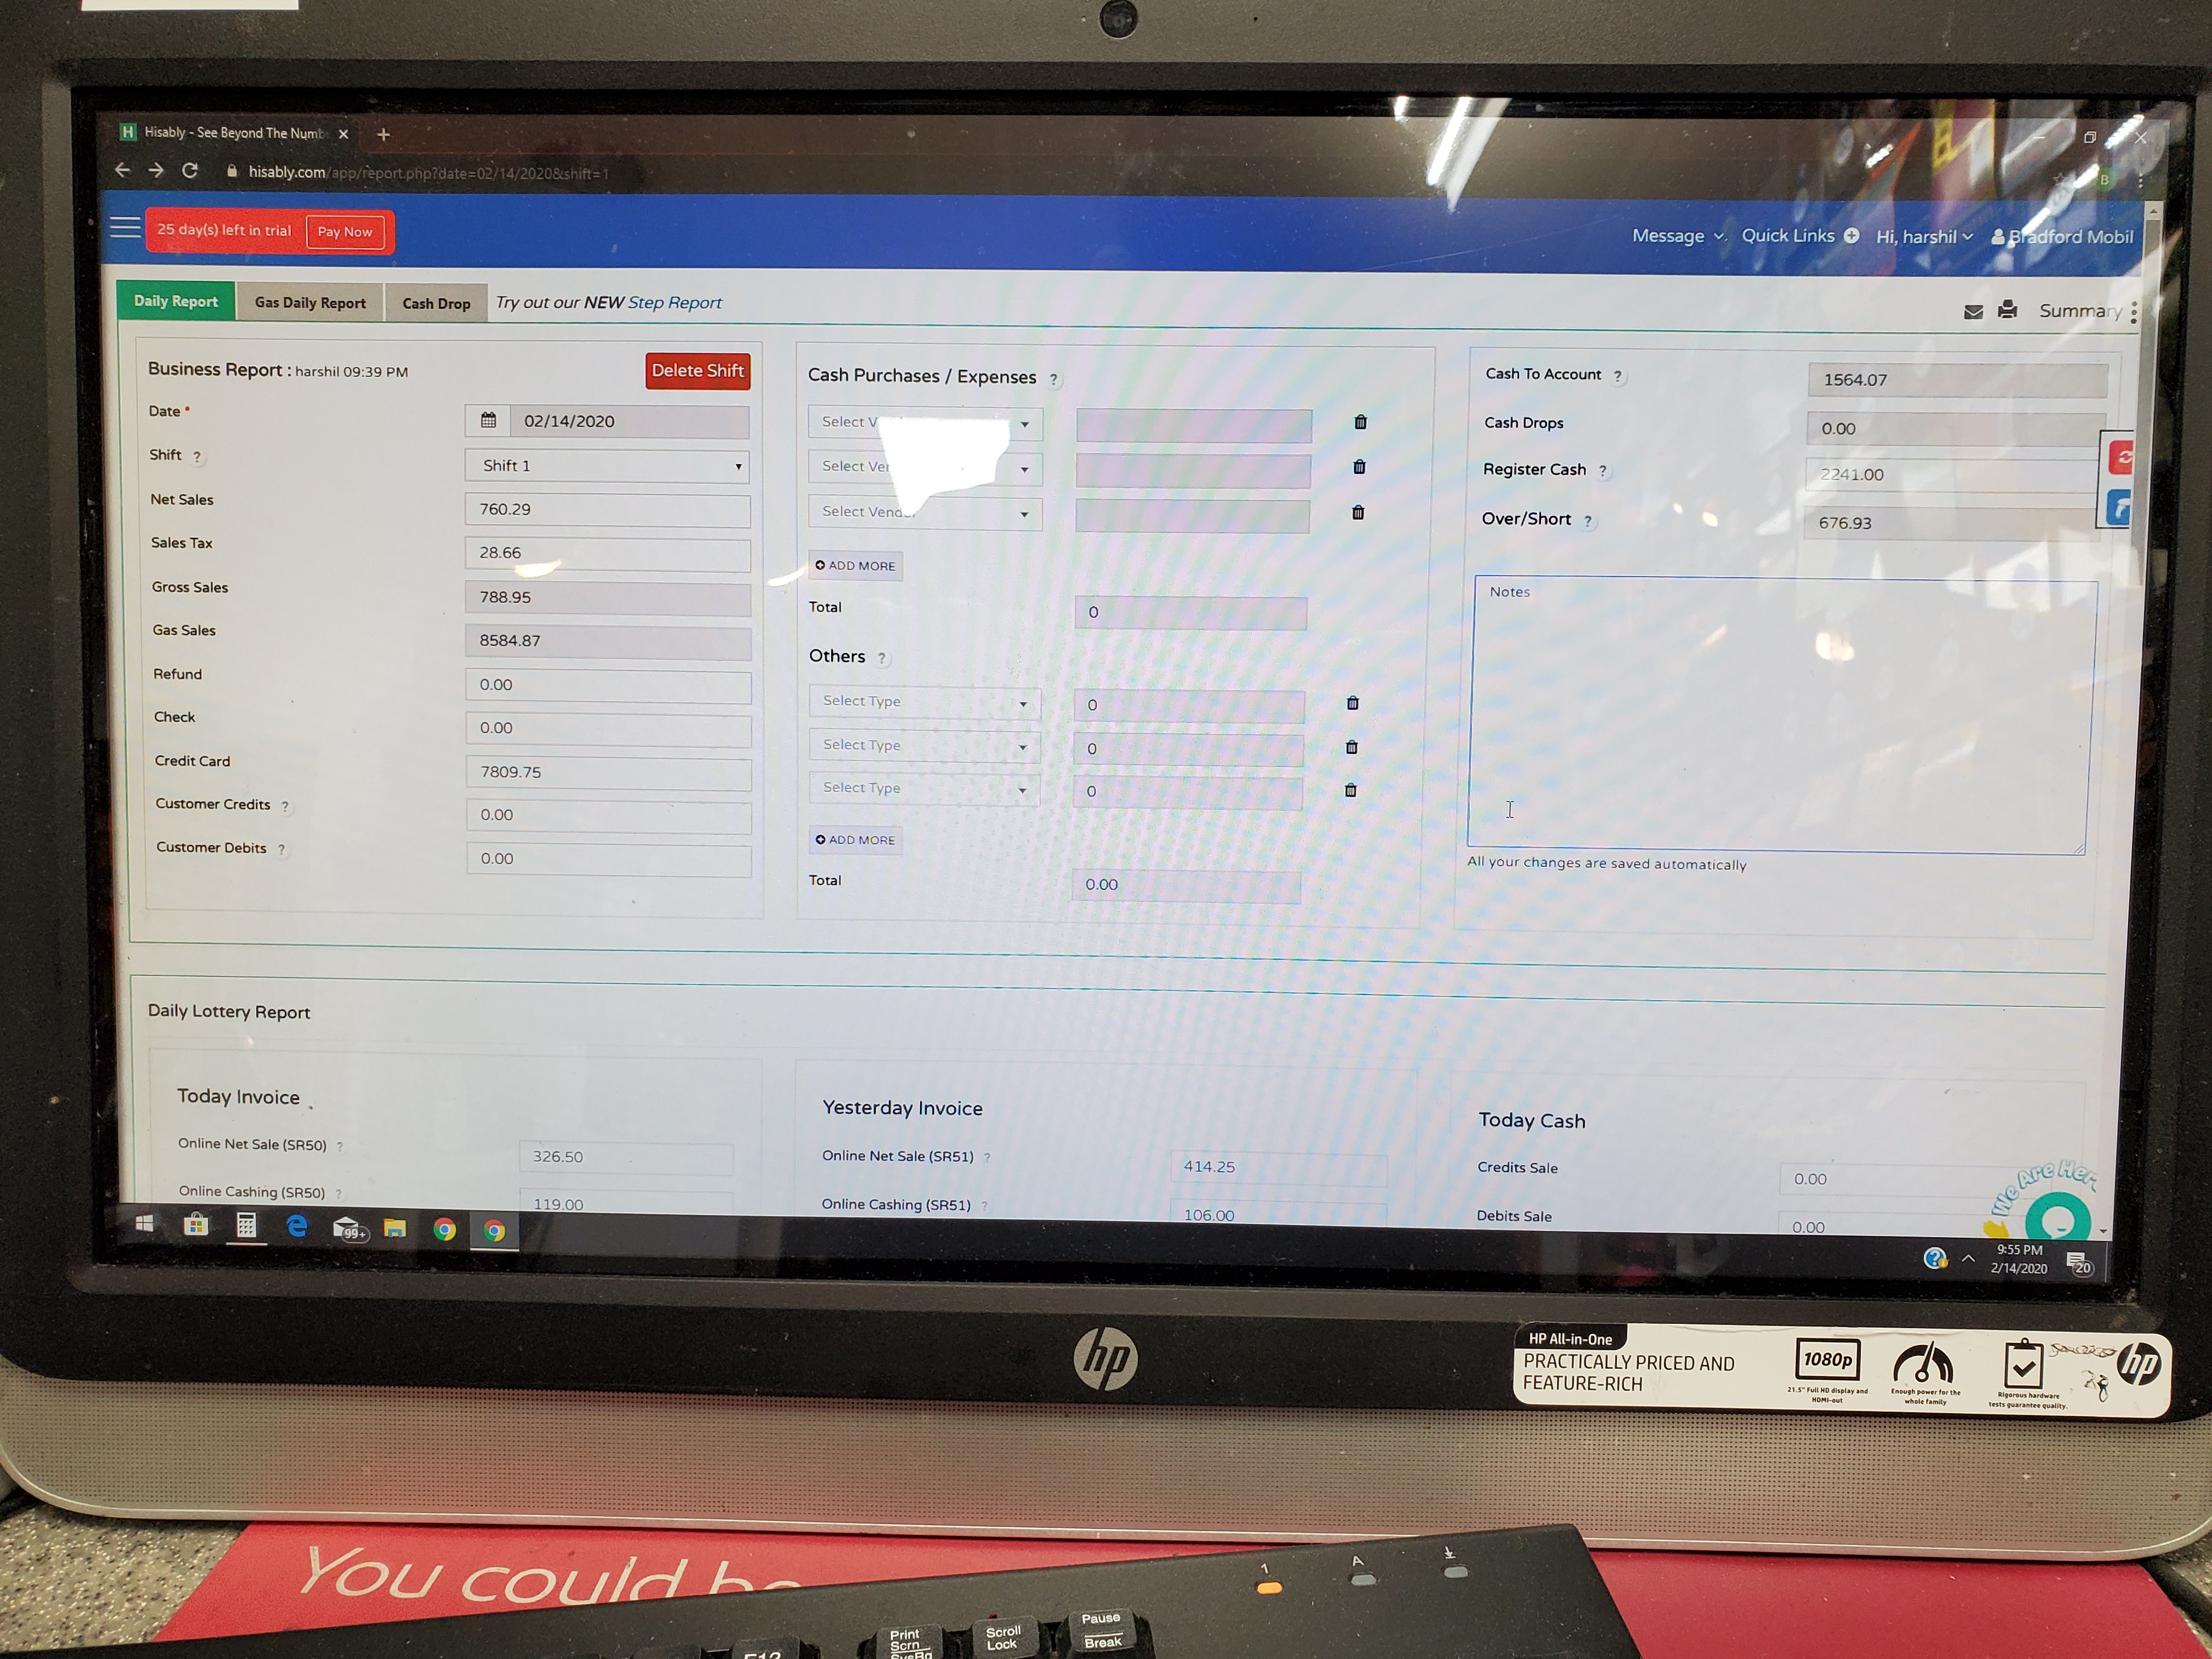 Hisably - See Beyond The Numb
hisably.com/app/report.php?date=02/14/2020&shift=1
B
25 day(s) left in trial
Pay Now
Message
Quick Links
Hi, harshil
Bradford Mobil
Daily Report
Gas Daily Report
Cash Drop
Try out our NEW Step Report
Summary
Business Report : harshil 09:39 PM
Delete Shift
Date *
02/14/2020
Shift ?
Shift 1
Net Sales
760.29
Sales Tax
28.66
Gross Sales
788.95
Gas Sales
8584.87
Refund
0.00
Check
0.00
Credit Card
7809.75
Customer Credits ?
0.00
Customer Debits ?
0.00
Cash Purchases / Expenses ?
Select V
Select Ver
Select Vend
ADD MORE
Total
0
Others ?
Select Type
0
Select Type
0
Select Type
0
ADD MORE
Total
0.00
Cash To Account ?
1564.07
Cash Drops
0.00
Register Cash ?
2241.00
Over/Short ?
676.93
Notes
All your changes are saved automatically
Daily Lottery Report
Today Invoice
Online Net Sale (SR50) ?
326.50
Online Cashing (SR50) ?
119.00
Yesterday Invoice
Online Net Sale (SR51) ?
414.25
Online Cashing (SR51) ?
106.00
Today Cash
Credits Sale
0.00
Debits Sale
0.00
We Are Her
99+
9:55 PM
2/14/2020
20
hp
HP All-in-One
PRACTICALLY PRICED AND
FEATURE-RICH
1080p
21.5" Full HD display and
HDMI-out
Enough power for the
whole family
Rigorous hardware
tests guarantee quality.
hp
You could be
1
A
Print
Scrn
SysRq
Scroll
Lock
Pause
Break
F12